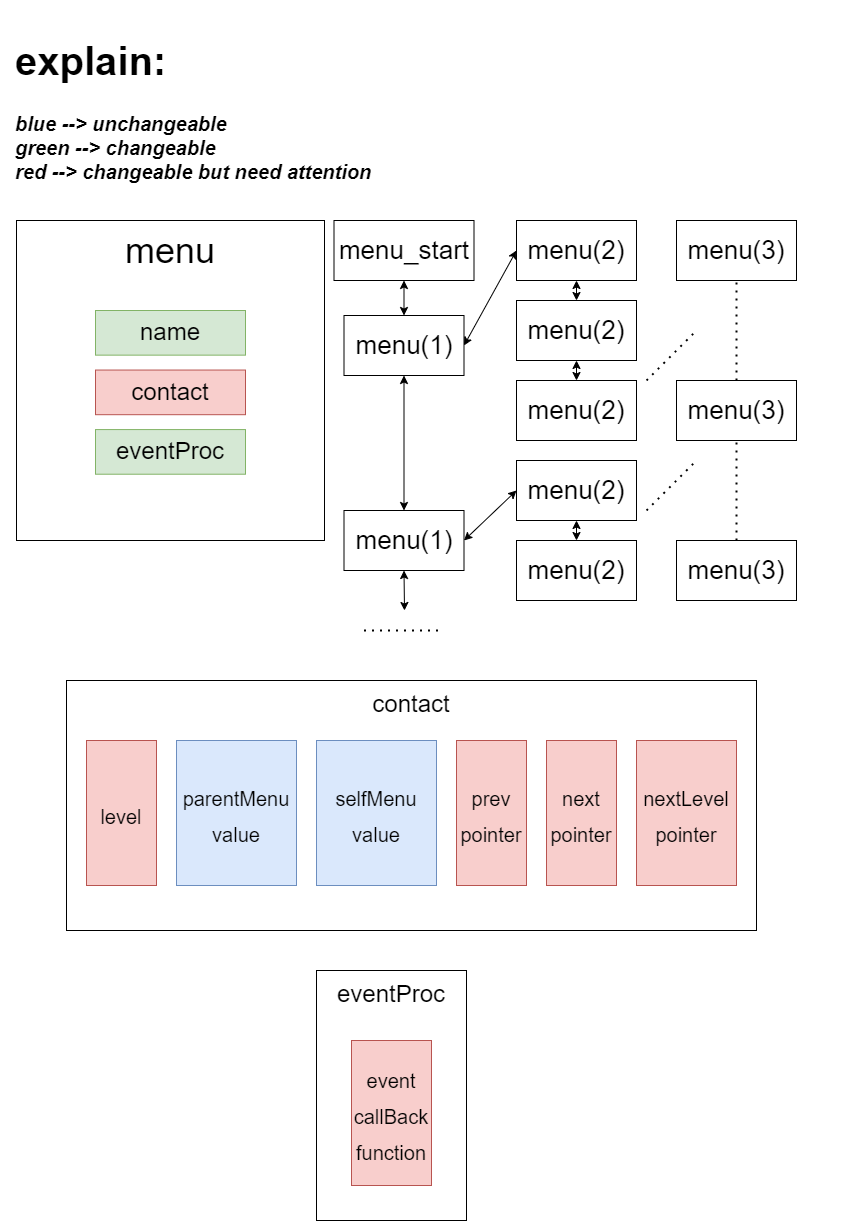 explain:
blue --> unchangeable
green --> changeable
red --> changeable but need attention
menu
name
contact
eventProc
menu_start
menu(1)
menu(1)
menu(2)
menu(2)
menu(2)
menu(2)
menu(2)
menu(3)
menu(3)
menu(3)
contact
level
parentMenu
value
selfMenu
value
prev
pointer
next
pointer
nextLevel
pointer
eventProc
event
callBack
function